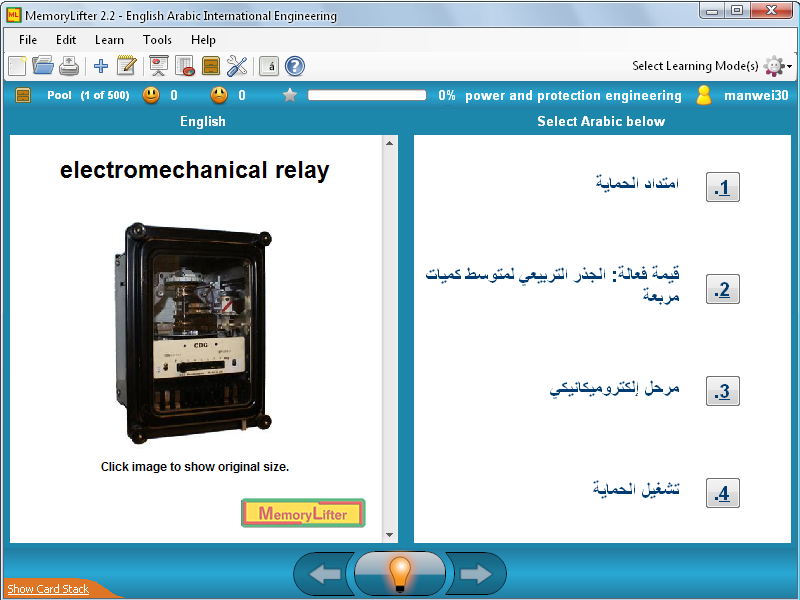 MemoryLifter 2.2 - English Arabic International Engineering
File Edit Learn Tools Help
á ?
Select Learning Mode(s)
Pool (1 of 500) 0 0 0% power and protection engineering manwei30
English
Select Arabic below
electromechanical relay
CDG
Click image to show original size.
MemoryLifter
امتداد الحماية
.1
قيمة فعالة: الجذر التربيعي لمتوسط كميات
مربعة
.2
مرحل إلكتروميكانيكي
.3
تشغيل الحماية
.4
Show Card Stack